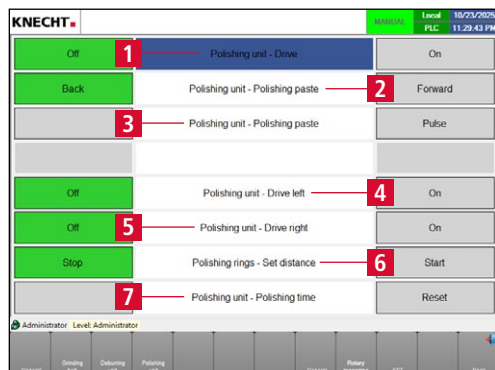 KNECHT.
MANUAL
Local 10/23/2025
PLC 11:29:43 PM
Off 1 Polishing unit - Drive On
Back Polishing unit - Polishing paste 2 Forward
3 Polishing unit - Polishing paste Pulse
Off Polishing unit - Drive left 4 On
Off 5 Polishing unit - Drive right On
Stop Polishing rings - Set distance 6 Start
7 Polishing unit - Polishing time Reset
Administrator Level: Administrator
Grinding Deburring Polishing Rotary